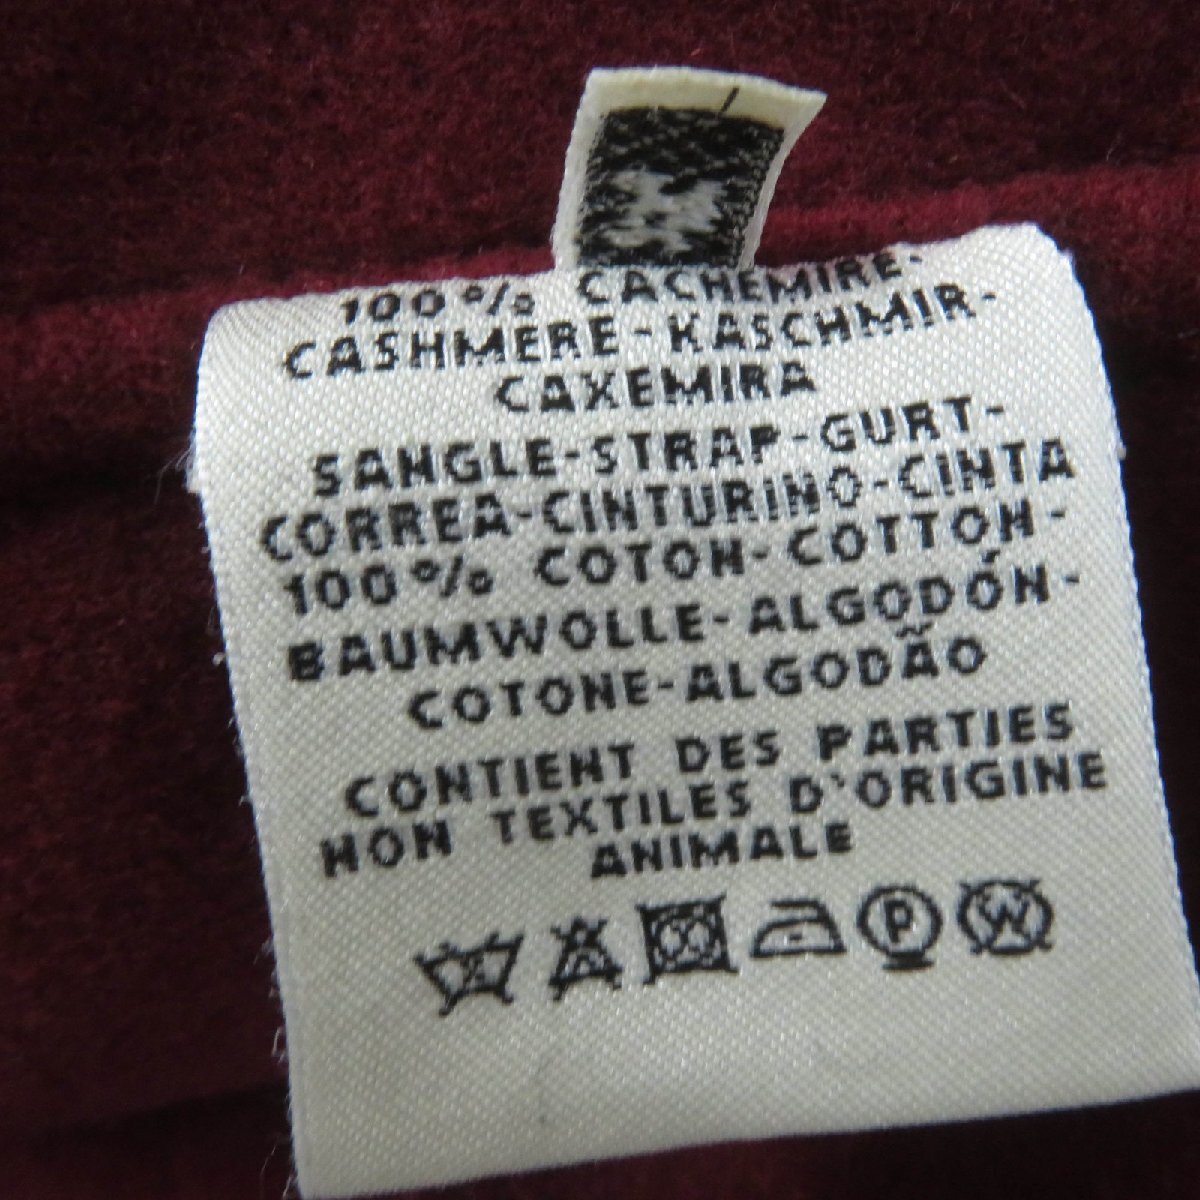 100% CACHEMIRE-
CASHMERE-KASCHMIR-
CAXEMIRA
SANGLE-STRAP-GURT-
CORREA-CINTURINO-CINTA
100% COTON-COTTON-
BAUMWOLLE-ALGODÓN-
COTONE-ALGODÃO
CONTIENT DES PARTIES
NON TEXTILES D'ORIGINE
ANIMALE
P W